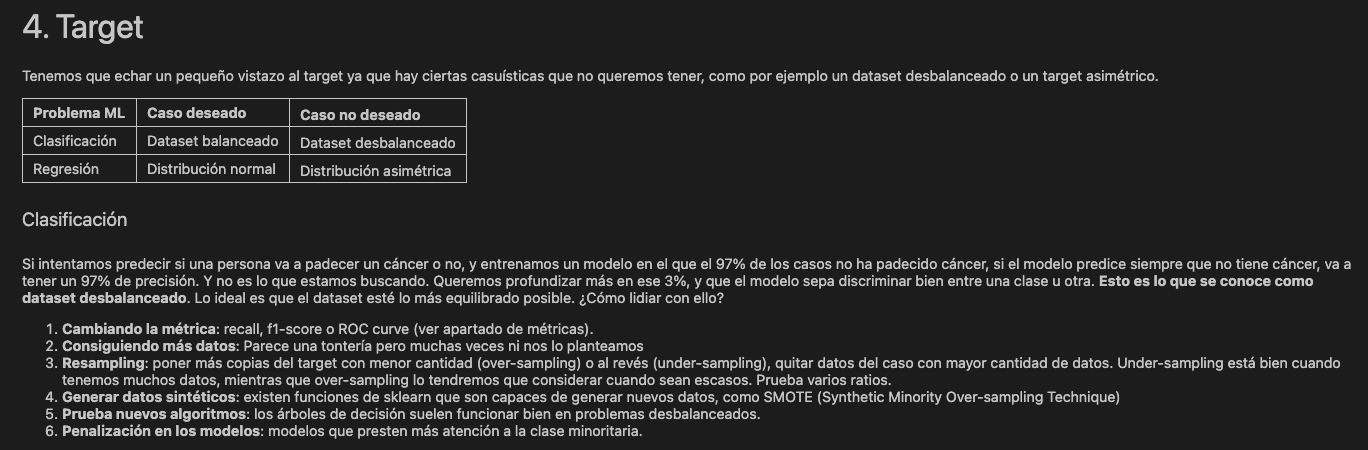 4. Target
Tenemos que echar un pequeño vistazo al target ya que hay ciertas casuísticas que no queremos tener, como por ejemplo un dataset desbalanceado o un target asimétrico.
Problema ML Caso deseado Caso no deseado
Clasificación Dataset balanceado Dataset desbalanceado
Regresión Distribución normal Distribución asimétrica
Clasificación
Si intentamos predecir si una persona va a padecer un cáncer o no, y entrenamos un modelo en el que el 97% de los casos no ha padecido cáncer, si el modelo predice siempre que no tiene cáncer, va a
tener un 97% de precisión. Y no es lo que estamos buscando. Queremos profundizar más en ese 3%, y que el modelo sepa discriminar bien entre una clase u otra. Esto es lo que se conoce como
dataset desbalanceado. Lo ideal es que el dataset esté lo más equilibrado posible. ¿Cómo lidiar con ello?
1. Cambiando la métrica: recall, f1-score o ROC curve (ver apartado de métricas).
2. Consiguiendo más datos: Parece una tontería pero muchas veces ni nos lo planteamos
3. Resampling: poner más copias del target con menor cantidad (over-sampling) o al revés (under-sampling), quitar datos del caso con mayor cantidad de datos. Under-sampling está bien cuando
tenemos muchos datos, mientras que over-sampling lo tendremos que considerar cuando sean escasos. Prueba varios ratios.
4. Generar datos sintéticos: existen funciones de sklearn que son capaces de generar nuevos datos, como SMOTE (Synthetic Minority Over-sampling Technique)
5. Prueba nuevos algoritmos: los árboles de decisión suelen funcionar bien en problemas desbalanceados.
6. Penalización en los modelos: modelos que presten más atención a la clase minoritaria.